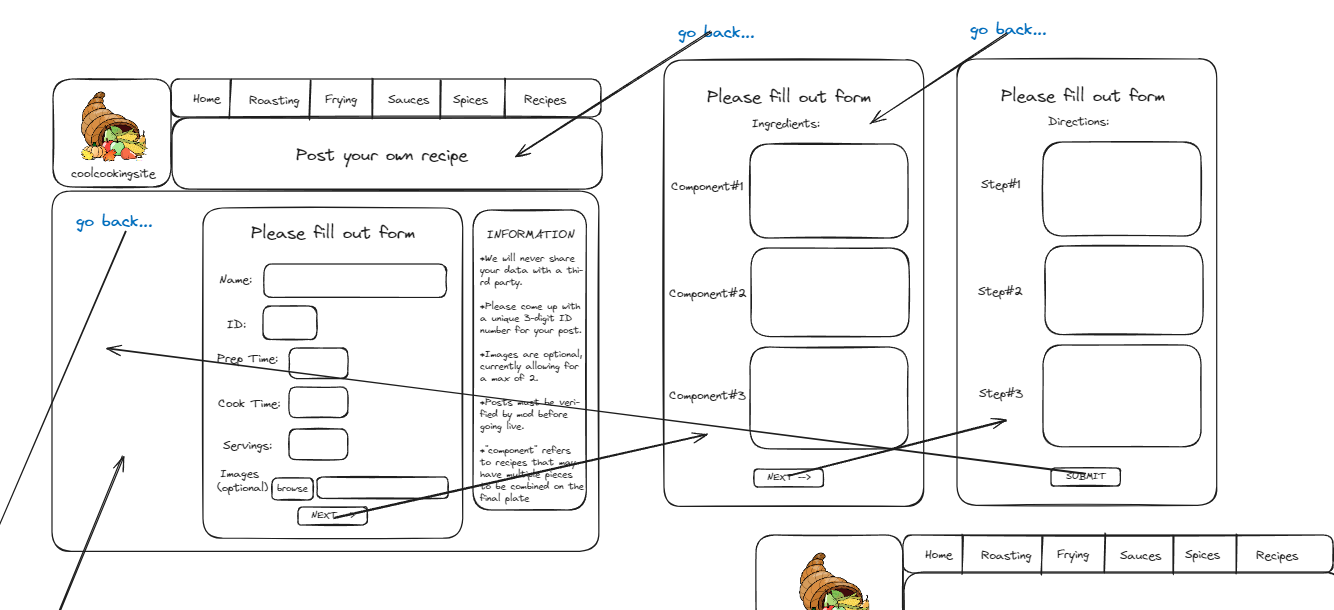 go back...
go back...
Home Roasting Frying Sauces Spices Recipes
coolcookingsite
Post your own recipe
go back...
Please fill out form
Name:
ID:
Prep Time:
Cook Time:
Servings:
Images
(optional) browse
NEXT -->
INFORMATION
*We will never share
your data with a thi-
rd party.
*Please come up with
a unique 3-digit ID
number for your post.
*Images are optional,
currently allowing for
a max of 2.
*Posts must be veri-
fied by mod before
going live.
*"component" refers
to recipes that may
have multiple pieces
to be combined on the
final plate
Please fill out form
Ingredients:
Component#1
Component#2
Component#3
NEXT -->
Please fill out form
Directions:
Step#1
Step#2
Step#3
SUBMIT
Home Roasting Frying Sauces Spices Recipes